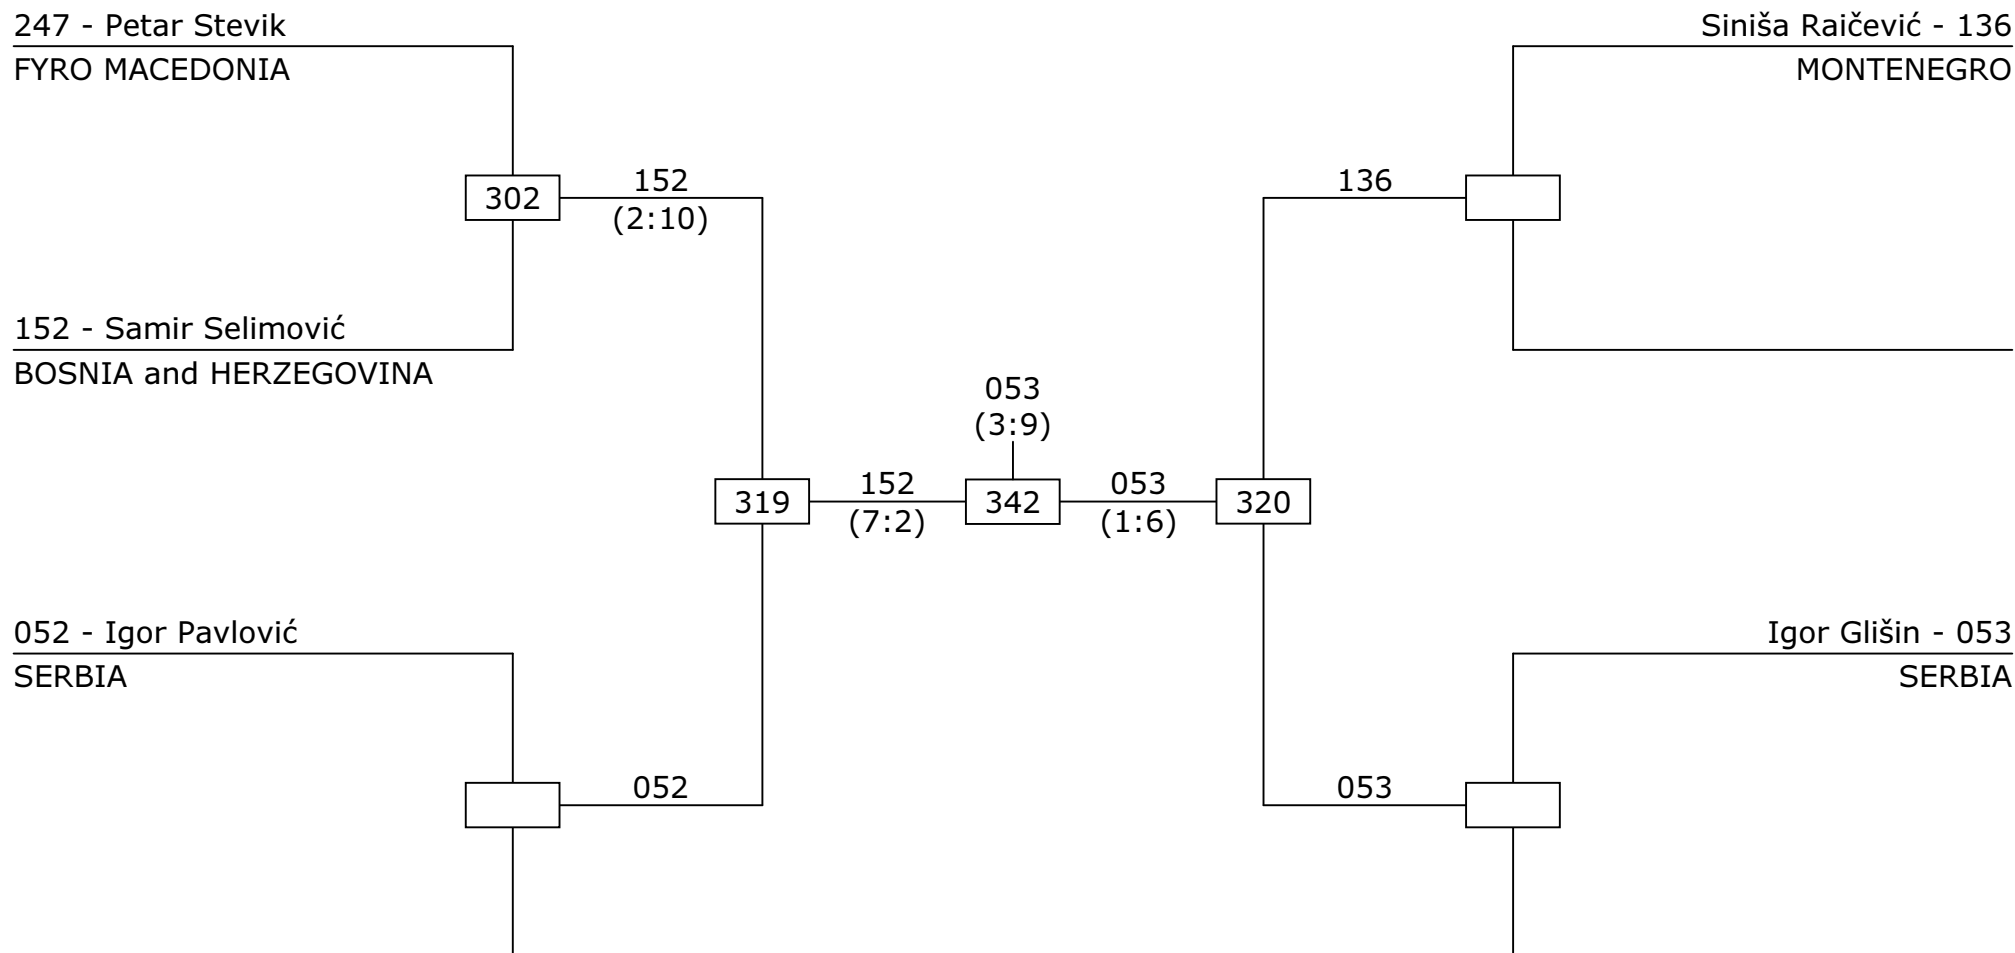 247 - Petar Stevik
FYRO MACEDONIA
Siniša Raičević - 136
MONTENEGRO
302
152
(2:10)
136
152 - Samir Selimović
BOSNIA and HERZEGOVINA
053
(3:9)
319
152
(7:2)
342
053
(1:6)
320
052 - Igor Pavlović
SERBIA
Igor Glišin - 053
SERBIA
052
053